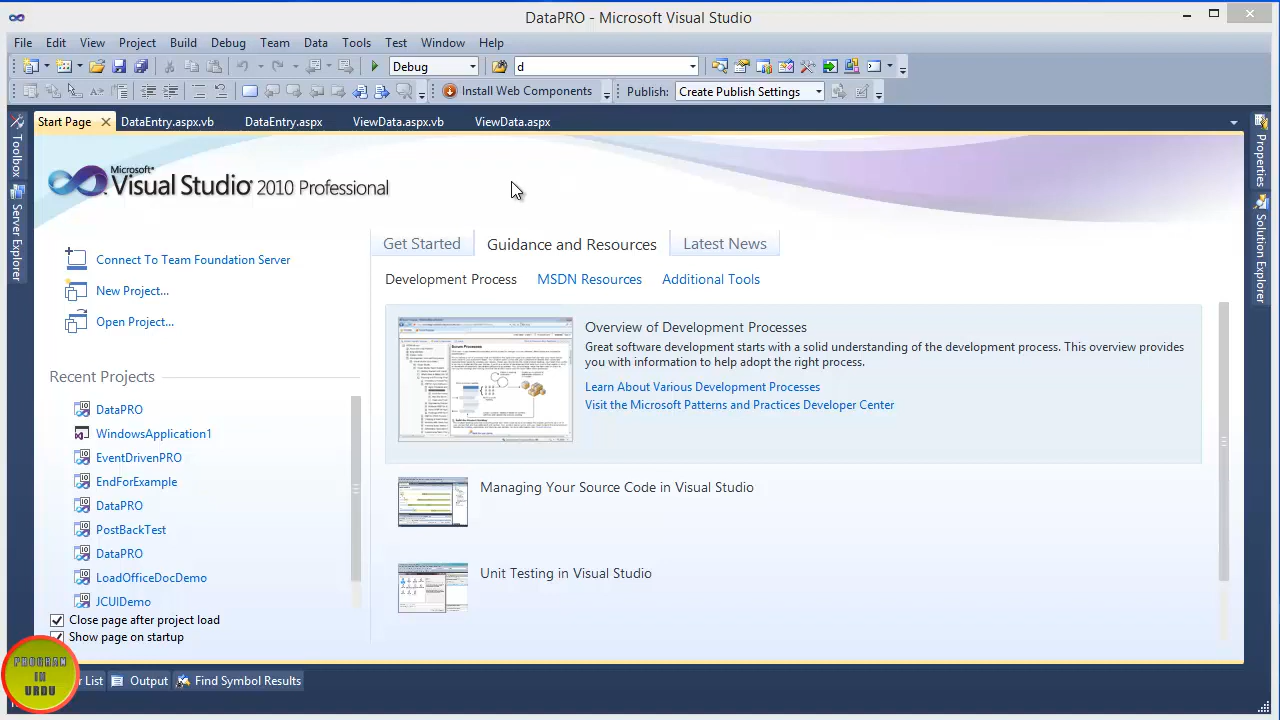 DataPRO - Microsoft Visual Studio
File Edit View Project Build Debug Team Data Tools Test Window Help
Debug d
Install Web Components Publish: Create Publish Settings
Start Page DataEntry.aspx.vb DataEntry.aspx ViewData.aspx.vb ViewData.aspx
Toolbox
Server Explorer
Properties
Solution Explorer
Microsoft®
Visual Studio® 2010 Professional
Connect To Team Foundation Server
New Project...
Open Project...
Recent Projects
DataPRO
WindowsApplication1
EventDrivenPRO
EndForExample
DataPRO
PostBackTest
DataPRO
LoadOfficeDocDemo
JCUIDemo
Close page after project load
Show page on startup
Get Started Guidance and Resources Latest News
Development Process MSDN Resources Additional Tools
Overview of Development Processes
Great software development starts with a solid understanding of the development process. This overview provides
you with information to help adopt the right process.
Learn About Various Development Processes
Visit the Microsoft Patterns and Practices Developer Center
Managing Your Source Code in Visual Studio
Unit Testing in Visual Studio
PROGRAM
IN
URDU
r List Output Find Symbol Results